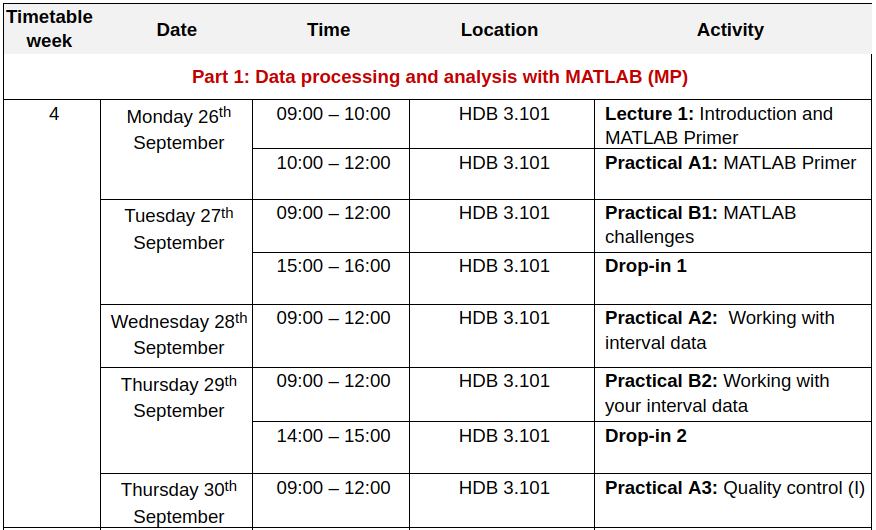 Timetable week Date Time Location Activity
Part 1: Data processing and analysis with MATLAB (MP)
4 Monday 26th September 09:00 – 10:00 HDB 3.101 Lecture 1: Introduction and MATLAB Primer
10:00 – 12:00 HDB 3.101 Practical A1: MATLAB Primer
Tuesday 27th September 09:00 – 12:00 HDB 3.101 Practical B1: MATLAB challenges
15:00 – 16:00 HDB 3.101 Drop-in 1
Wednesday 28th September 09:00 – 12:00 HDB 3.101 Practical A2:  Working with interval data
Thursday 29th September 09:00 – 12:00 HDB 3.101 Practical B2: Working with your interval data
14:00 – 15:00 HDB 3.101 Drop-in 2
Thursday 30th September 09:00 – 12:00 HDB 3.101 Practical A3: Quality control (I)